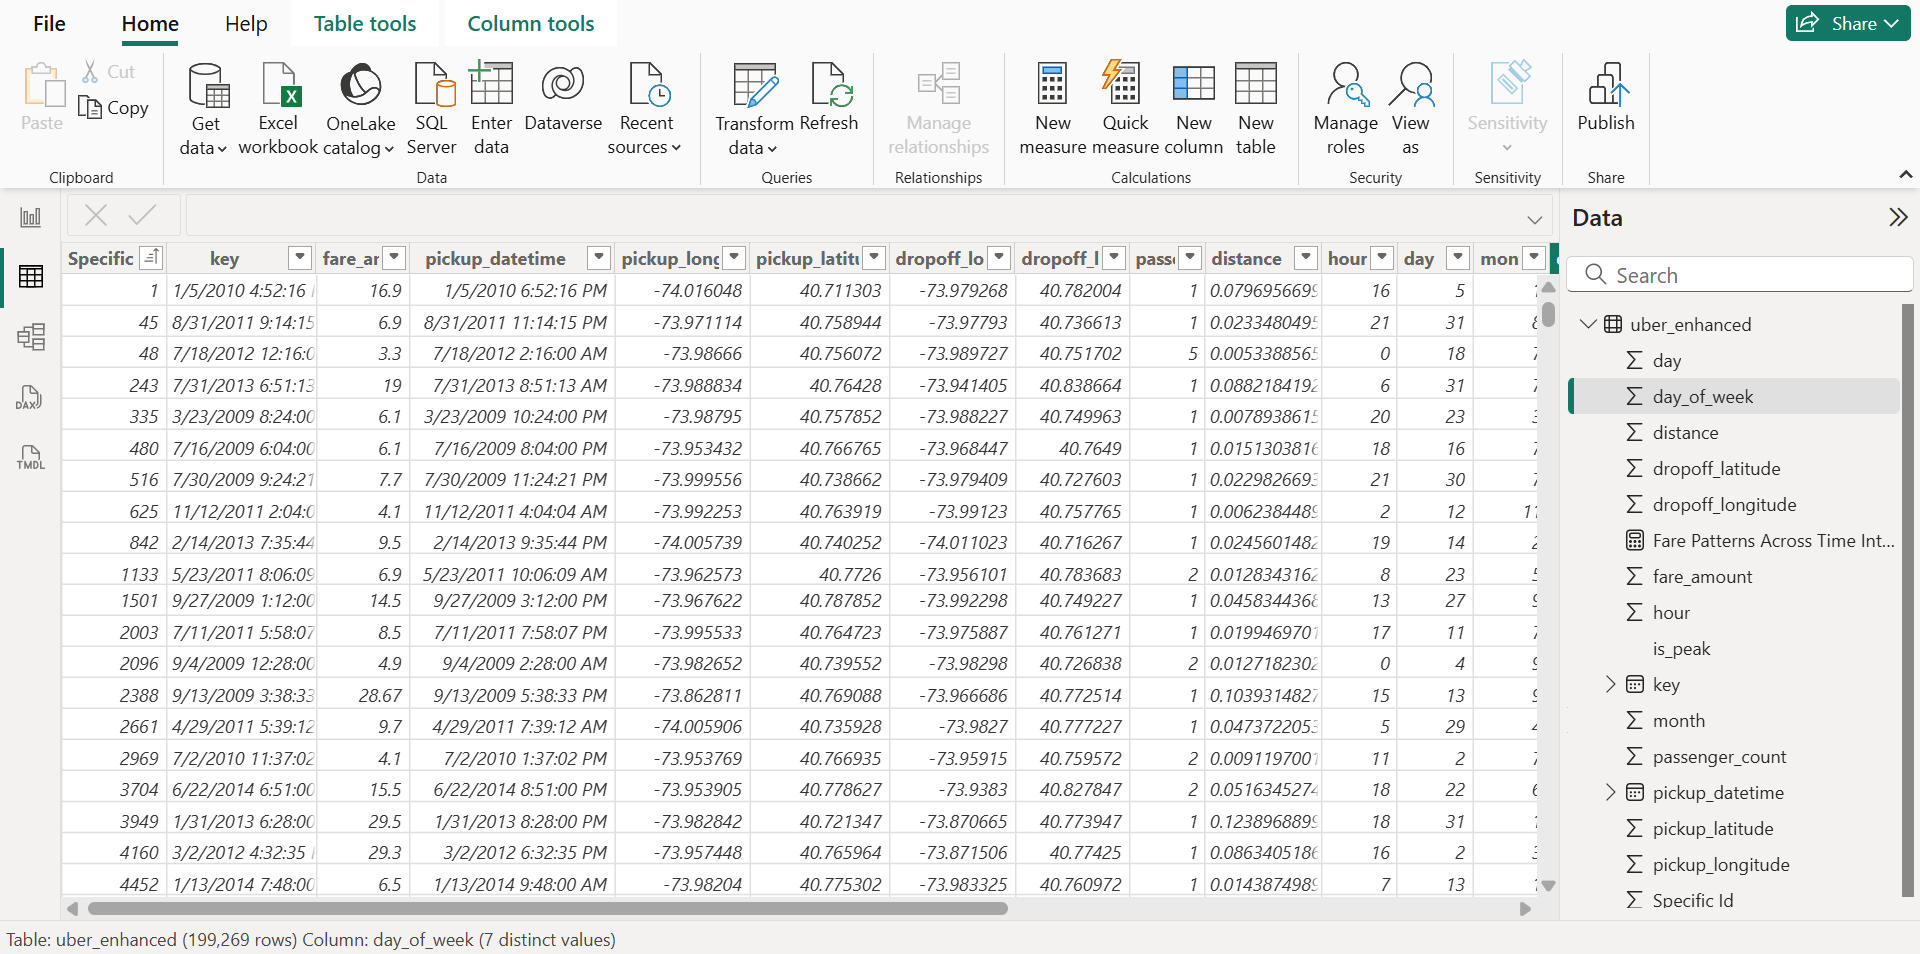 File Home Help Table tools Column tools Share
Paste Cut Copy Get data Excel workbook OneLake catalog SQL Server Enter data Dataverse Recent sources Transform data Refresh Manage relationships New measure Quick measure New column New table Manage roles View as Sensitivity Publish
Clipboard Data Queries Relationships Calculations Security Sensitivity Share
DAX
TMDL
Specific key fare_ar pickup_datetime pickup_long pickup_latitu dropoff_lo dropoff_l passe distance hour day mon
1 1/5/2010 4:52:16 16.9 1/5/2010 6:52:16 PM -74.016048 40.711303 -73.979268 40.782004 1 0.0796956699 16 5
45 8/31/2011 9:14:15 6.9 8/31/2011 11:14:15 PM -73.971114 40.758944 -73.97793 40.736613 1 0.0233480495 21 31 8
48 7/18/2012 12:16:0 3.3 7/18/2012 2:16:00 AM -73.98666 40.756072 -73.989727 40.751702 5 0.0053388565 0 18 7
243 7/31/2013 6:51:13 19 7/31/2013 8:51:13 AM -73.988834 40.76428 -73.941405 40.838664 1 0.0882184192 6 31 7
335 3/23/2009 8:24:00 6.1 3/23/2009 10:24:00 PM -73.98795 40.757852 -73.988227 40.749963 1 0.0078938615 20 23 3
480 7/16/2009 6:04:00 6.1 7/16/2009 8:04:00 PM -73.953432 40.766765 -73.968447 40.7649 1 0.0151303816 18 16 7
516 7/30/2009 9:24:21 7.7 7/30/2009 11:24:21 PM -73.999556 40.738662 -73.979409 40.727603 1 0.0229826693 21 30 7
625 11/12/2011 2:04:0 4.1 11/12/2011 4:04:04 AM -73.992253 40.763919 -73.99123 40.757765 1 0.0062384489 2 12 11
842 2/14/2013 7:35:44 9.5 2/14/2013 9:35:44 PM -74.005739 40.740252 -74.011023 40.716267 1 0.0245601482 19 14 2
1133 5/23/2011 8:06:09 6.9 5/23/2011 10:06:09 AM -73.962573 40.7726 -73.956101 40.783683 2 0.0128343162 8 23 5
1501 9/27/2009 1:12:00 14.5 9/27/2009 3:12:00 PM -73.967622 40.787852 -73.992298 40.749227 1 0.0458344368 13 27 9
2003 7/11/2011 5:58:07 8.5 7/11/2011 7:58:07 PM -73.995533 40.764723 -73.975887 40.761271 1 0.0199469701 17 11 7
2096 9/4/2009 12:28:00 4.9 9/4/2009 2:28:00 AM -73.982652 40.739552 -73.98298 40.726838 2 0.0127182302 0 4 9
2388 9/13/2009 3:38:33 28.67 9/13/2009 5:38:33 PM -73.862811 40.769088 -73.966686 40.772514 1 0.1039314827 15 13 9
2661 4/29/2011 5:39:12 9.7 4/29/2011 7:39:12 AM -74.005906 40.735928 -73.9827 40.777227 1 0.0473722053 5 29 4
2969 7/2/2010 11:37:02 4.1 7/2/2010 1:37:02 PM -73.953769 40.766935 -73.95915 40.759572 2 0.0091197001 11 2 7
3704 6/22/2014 6:51:00 15.5 6/22/2014 8:51:00 PM -73.953905 40.778627 -73.9383 40.827847 2 0.0516345274 18 22 6
3949 1/31/2013 6:28:00 29.5 1/31/2013 8:28:00 PM -73.982842 40.721347 -73.870665 40.773947 1 0.1238968899 18 31
4160 3/2/2012 4:32:35 29.3 3/2/2012 6:32:35 PM -73.957448 40.765964 -73.871506 40.77425 1 0.0863405186 16 2 3
4452 1/13/2014 7:48:00 6.5 1/13/2014 9:48:00 AM -73.98204 40.775302 -73.983325 40.760972 1 0.0143874989 7 13
Data
Search
uber_enhanced
day
day_of_week
distance
dropoff_latitude
dropoff_longitude
Fare Patterns Across Time Int...
fare_amount
hour
is_peak
key
month
passenger_count
pickup_datetime
pickup_latitude
pickup_longitude
Specific Id
Table: uber_enhanced (199,269 rows) Column: day_of_week (7 distinct values)